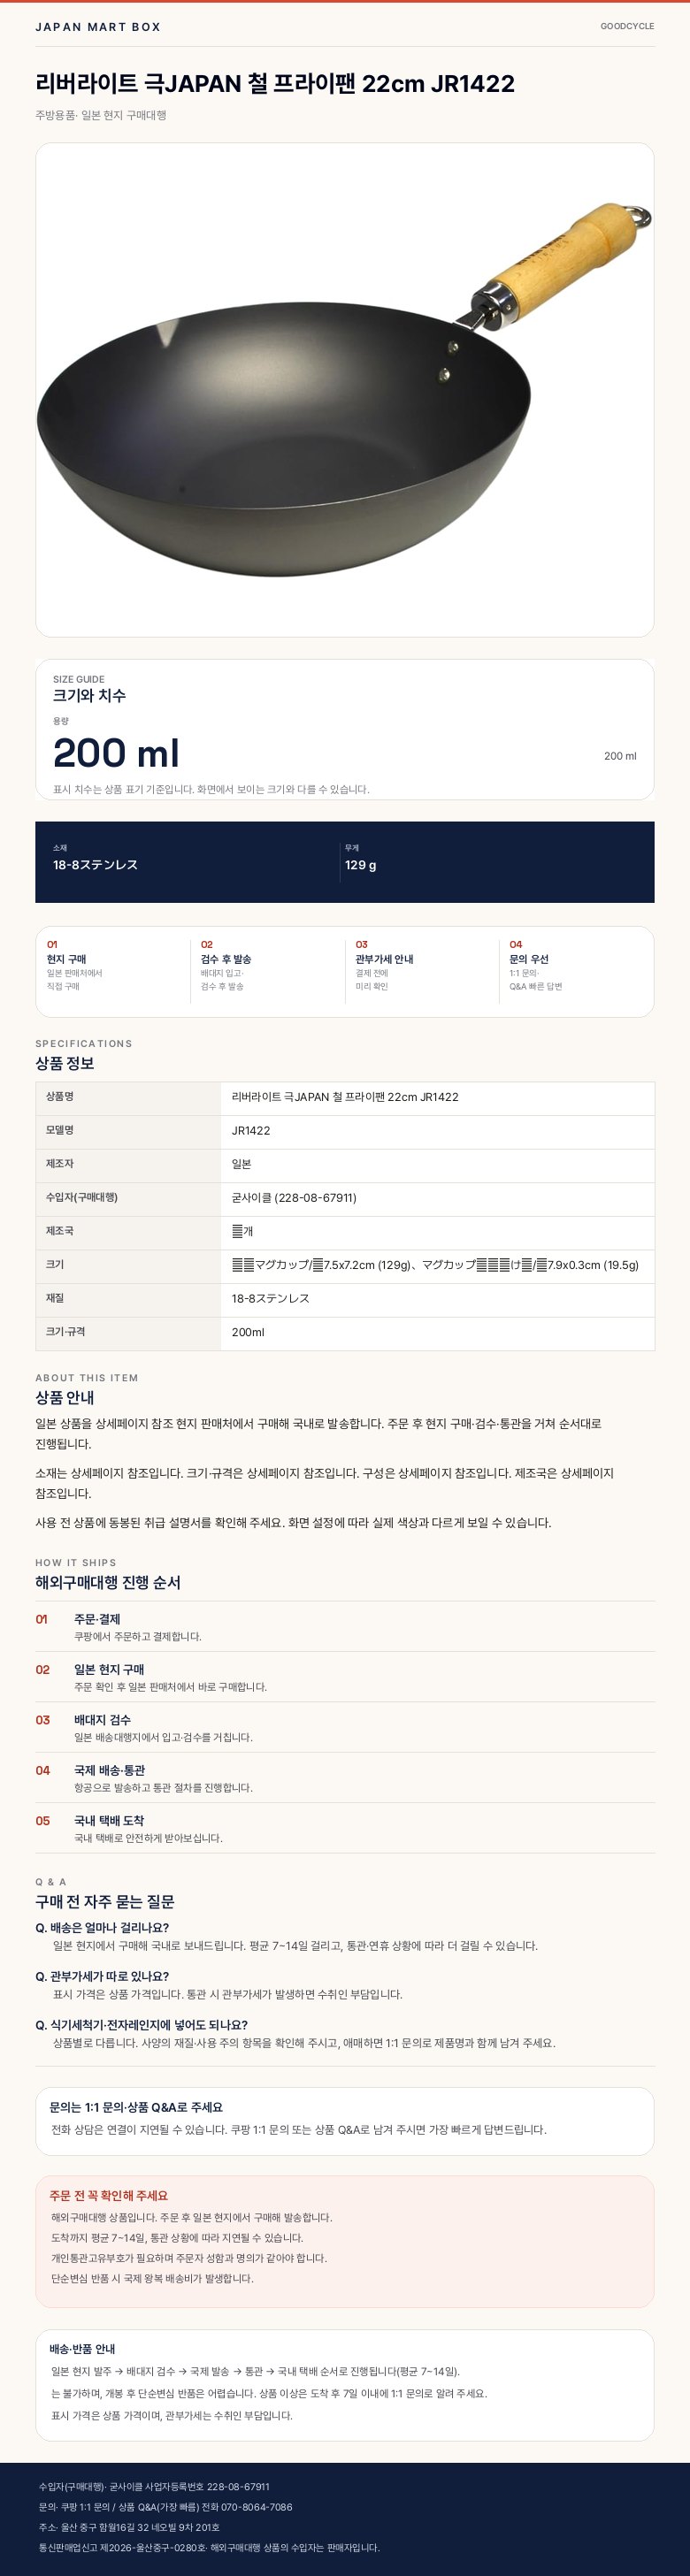 JAPAN MART BOX
GOODCYCLE
리버라이트 극JAPAN 철 프라이팬 22cm JR1422
주방용품· 일본 현지 구매대행
SIZE GUIDE
크기와 치수
용량
200 ml
200 ml
표시 치수는 상품 표기 기준입니다. 화면에서 보이는 크기와 다를 수 있습니다.
소재
18-8ステンレス
무게
129 g
01
현지 구매
일본 판매처에서
직접 구매
02
검수 후 발송
배대지 입고·
검수 후 발송
03
관부가세 안내
결제 전에
미리 확인
04
문의 우선
1:1 문의·
Q&A 빠른 답변
SPECIFICATIONS
상품 정보
상품명
리버라이트 극JAPAN 철 프라이팬 22cm JR1422
모델명
JR1422
제조자
일본
수입자(구매대행)
굳사이클 (228-08-67911)
제조국
개
크기
マグカップ/ 7.5x7.2cm (129g)、マグカップ け / 7.9x0.3cm (19.5g)
재질
18-8ステンレス
크기·규격
200ml
ABOUT THIS ITEM
상품 안내
일본 상품을 상세페이지 참조 현지 판매처에서 구매해 국내로 발송합니다. 주문 후 현지 구매·검수·통관을 거쳐 순서대로
진행됩니다.
소재는 상세페이지 참조입니다. 크기·규격은 상세페이지 참조입니다. 구성은 상세페이지 참조입니다. 제조국은 상세페이지
참조입니다.
사용 전 상품에 동봉된 취급 설명서를 확인해 주세요. 화면 설정에 따라 실제 색상과 다르게 보일 수 있습니다.
HOW IT SHIPS
해외구매대행 진행 순서
01
주문·결제
쿠팡에서 주문하고 결제합니다.
02
일본 현지 구매
주문 확인 후 일본 판매처에서 바로 구매합니다.
03
배대지 검수
일본 배송대행지에서 입고·검수를 거칩니다.
04
국제 배송·통관
항공으로 발송하고 통관 절차를 진행합니다.
05
국내 택배 도착
국내 택배로 안전하게 받아보십니다.
Q & A
구매 전 자주 묻는 질문
Q. 배송은 얼마나 걸리나요?
일본 현지에서 구매해 국내로 보내드립니다. 평균 7~14일 걸리고, 통관·연휴 상황에 따라 더 걸릴 수 있습니다.
Q. 관부가세가 따로 있나요?
표시 가격은 상품 가격입니다. 통관 시 관부가세가 발생하면 수취인 부담입니다.
Q. 식기세척기·전자레인지에 넣어도 되나요?
상품별로 다릅니다. 사양의 재질·사용 주의 항목을 확인해 주시고, 애매하면 1:1 문의로 제품명과 함께 남겨 주세요.
문의는 1:1 문의·상품 Q&A로 주세요
전화 상담은 연결이 지연될 수 있습니다. 쿠팡 1:1 문의 또는 상품 Q&A로 남겨 주시면 가장 빠르게 답변드립니다.
주문 전 꼭 확인해 주세요
해외구매대행 상품입니다. 주문 후 일본 현지에서 구매해 발송합니다.
도착까지 평균 7~14일, 통관 상황에 따라 지연될 수 있습니다.
개인통관고유부호가 필요하며 주문자 성함과 명의가 같아야 합니다.
단순변심 반품 시 국제 왕복 배송비가 발생합니다.
배송·반품 안내
일본 현지 발주 → 배대지 검수 → 국제 발송 → 통관 → 국내 택배 순서로 진행됩니다(평균 7~14일).
는 불가하며, 개봉 후 단순변심 반품은 어렵습니다. 상품 이상은 도착 후 7일 이내에 1:1 문의로 알려 주세요.
표시 가격은 상품 가격이며, 관부가세는 수취인 부담입니다.
수입자(구매대행)· 굳사이클 사업자등록번호 228-08-67911
문의· 쿠팡 1:1 문의 / 상품 Q&A(가장 빠름) 전화 070-8064-7086
주소· 울산 중구 함월16길 32 네오빌 9차 201호
통신판매업신고 제2026-울산중구-0280호· 해외구매대행 상품의 수입자는 판매자입니다.